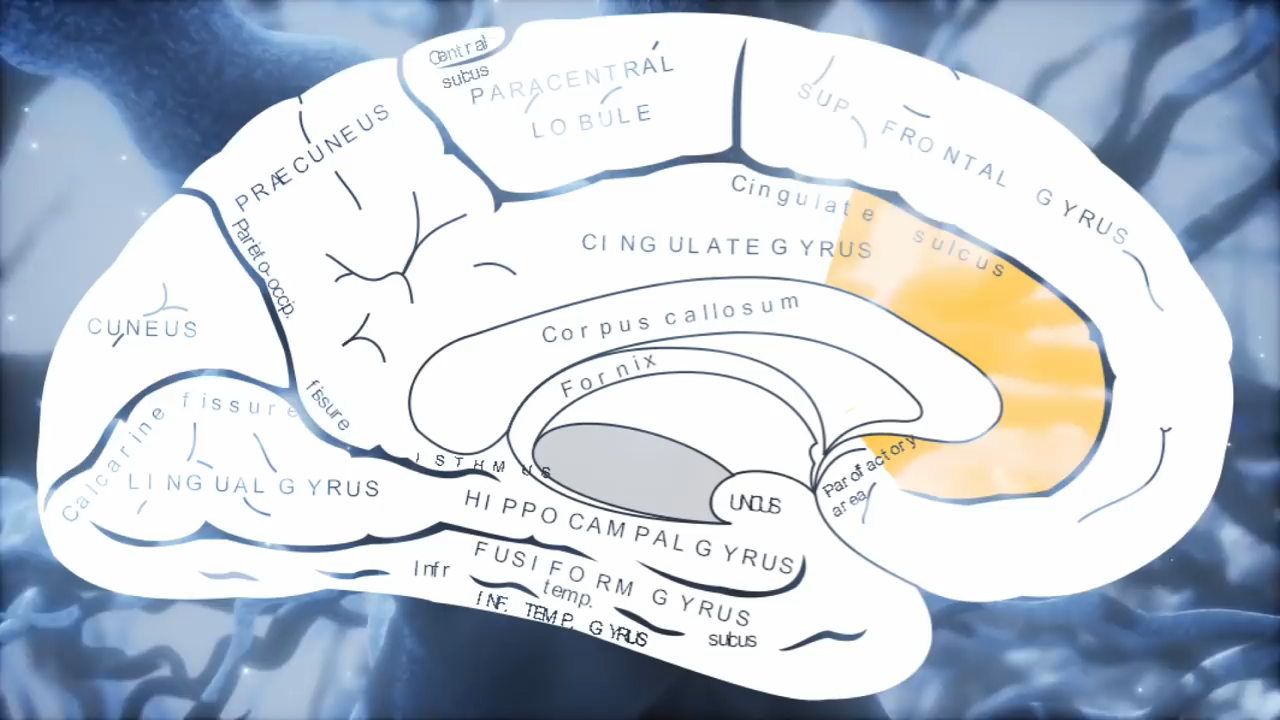 Central
sulcus
PARACENTRAL
LOBULE
SUP. FRONTAL GYRUS
PRÆCUNEUS
Cingulate sulcus
CINGULATE GYRUS
Parieto-occip.
fissure
Corpus callosum
CUNEUS
Fornix
Calcarine fissure
ISTHMUS
LINGUAL GYRUS
UNCUS
Parolfactory
area
HIPPOCAMPAL GYRUS
FUSIFORM GYRUS
Infr temp. sulcus
INF. TEMP. GYRUS